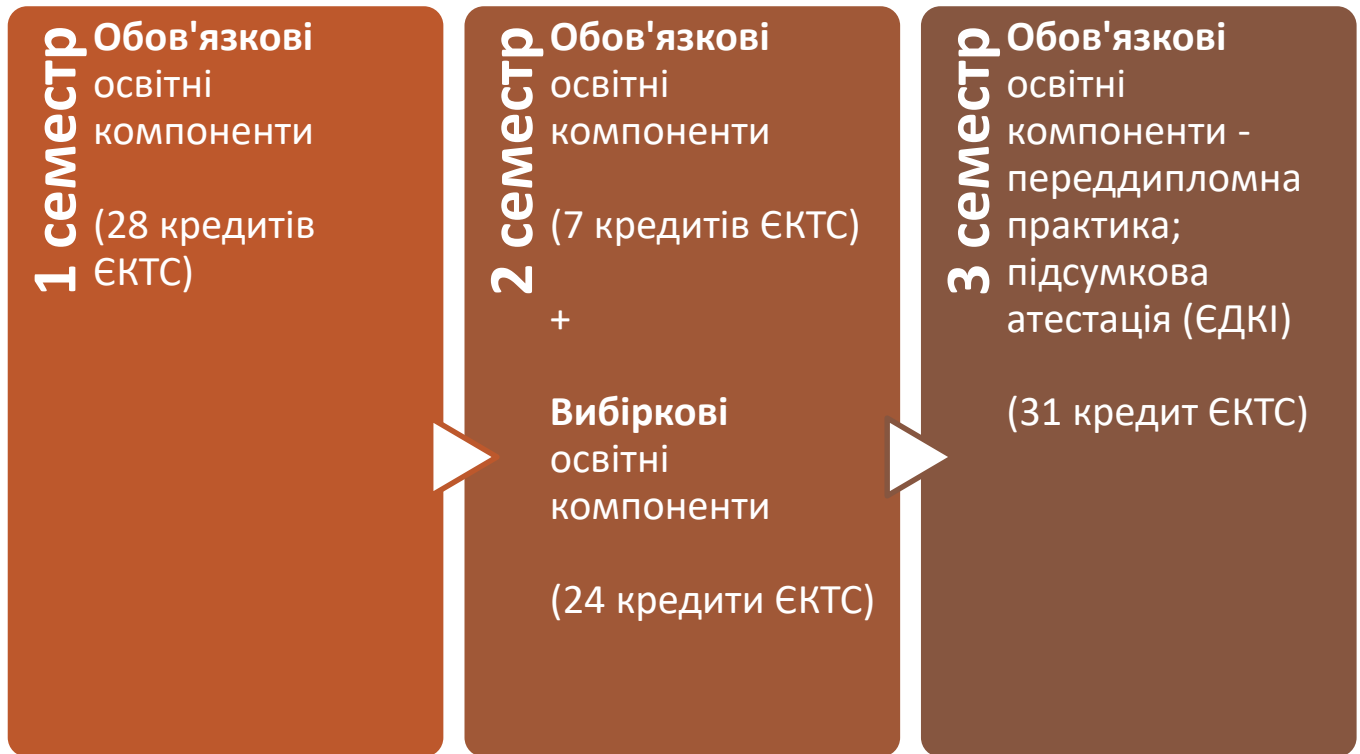 1 семестр
Обов'язкові
освітні
компоненти
(28 кредитів
ЄКТС)
2 семестр
Обов'язкові
освітні
компоненти
(7 кредитів ЄКТС)
+
Вибіркові
освітні
компоненти
(24 кредити ЄКТС)
3 семестр
Обов'язкові
освітні
компоненти -
переддипломна
практика;
підсумкова
атестація (ЄДКІ)
(31 кредит ЄКТС)